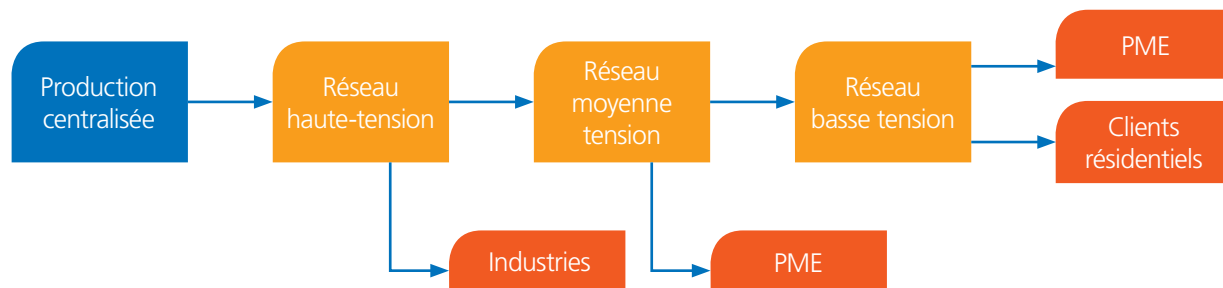 Production
centralisée
Réseau
haute-tension
Réseau
moyenne
tension
Réseau
basse tension
PME
Clients
résidentiels
Industries
PME